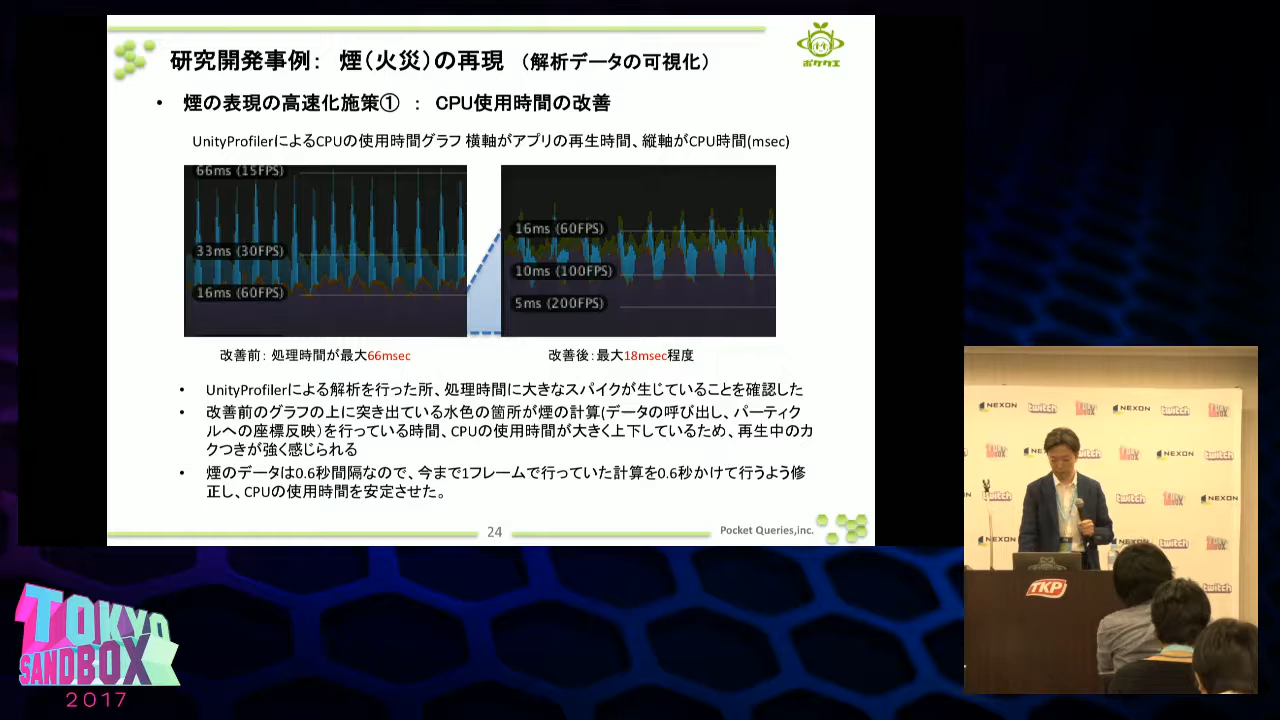 研究開発事例： 煙（火災）の再現 （解析データの可視化）
ポケクエ
• 煙の表現の高速化施策① ： CPU使用時間の改善
UnityProfilerによるCPUの使用時間グラフ 横軸がアプリの再生時間、縦軸がCPU時間(msec)
66ms (15FPS)
33ms (30FPS)
16ms (60FPS)
16ms (60FPS)
10ms (100FPS)
5ms (200FPS)
改善前： 処理時間が最大66msec
改善後：最大18msec程度
• UnityProfilerによる解析を行った所、処理時間に大きなスパイクが生じていることを確認した
• 改善前のグラフの上に突き出ている水色の箇所が煙の計算(データの呼び出し、パーティク
ルへの座標反映）を行っている時間、CPUの使用時間が大きく上下しているため、再生中のカ
クつきが強く感じられる
• 煙のデータは0.6秒間隔なので、今まで1フレームで行っていた計算を0.6秒かけて行うよう修
正し、CPUの使用時間を安定させた。
24
Pocket Queries,inc.
NEXON
twitch
NEXON
twitch
twitch
NEXON
twitch
twitch
twitch
NEXON
NEXON
NEXON
twitch
twitch
TKP
TOKYO
SANDBOX
2017